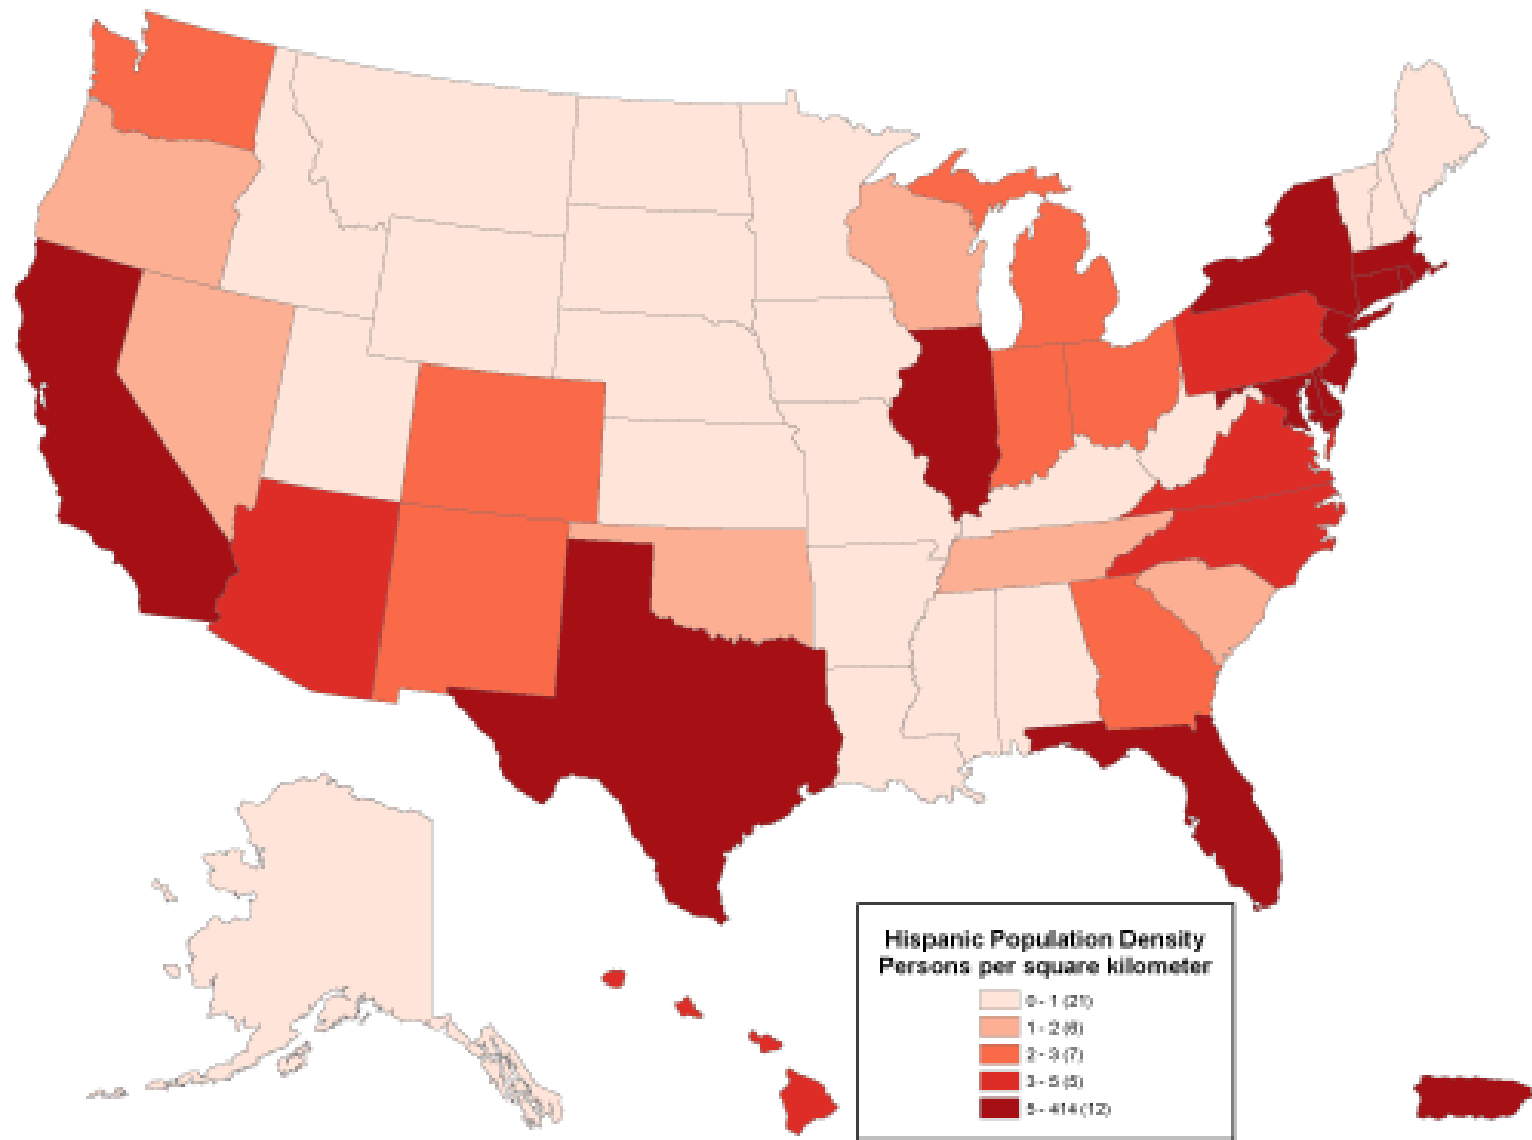 Hispanic Population Density
Persons per square kilometer
0 - 1 (21)
1 - 2 (6)
2 - 3 (7)
3 - 5 (5)
5 - 414 (12)